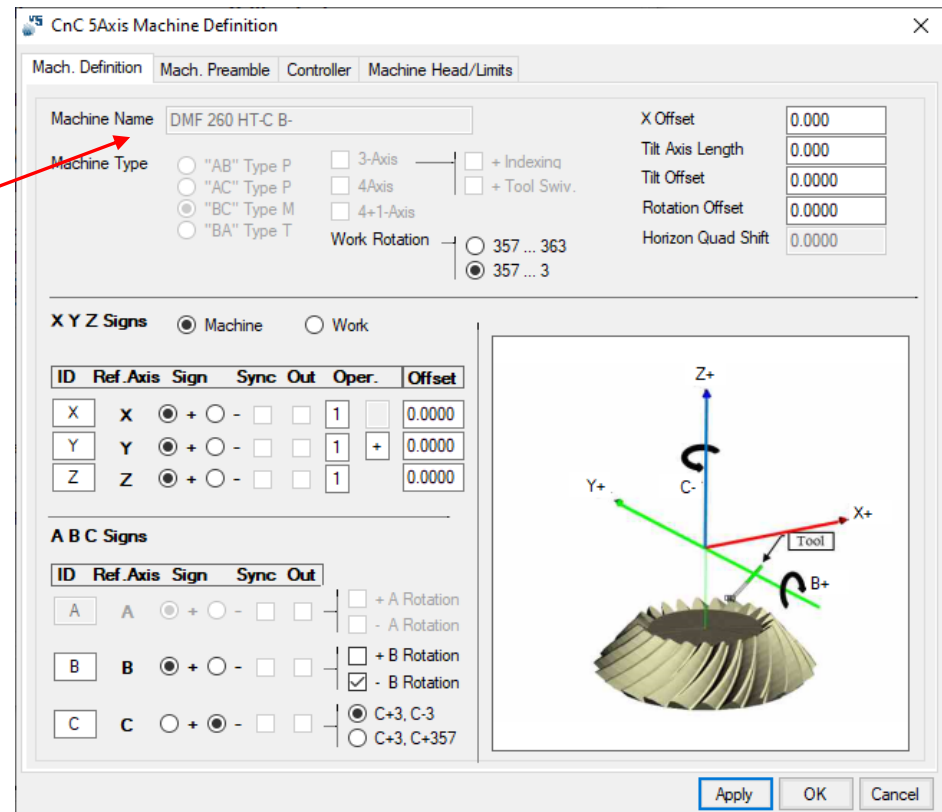 CnC 5Axis Machine Definition
Mach. Definition Mach. Preamble Controller Machine Head/Limits
Machine Name DMF 260 HT-C B-
Machine Type
"AB" Type P
"AC" Type P
"BC" Type M
"BA" Type T
3-Axis
4Axis
4+1-Axis
+ Indexing
+ Tool Swiv.
Work Rotation
357 ... 363
357 ... 3
X Offset 0.000
Tilt Axis Length 0.000
Tilt Offset 0.0000
Rotation Offset 0.0000
Horizon Quad Shift 0.0000
X Y Z Signs Machine Work
ID Ref.Axis Sign Sync Out Oper. Offset
X X + - 1 0.0000
Y Y + - 1 + 0.0000
Z Z + - 1 0.0000
A B C Signs
ID Ref.Axis Sign Sync Out
A A + - + A Rotation
- A Rotation
B B + - + B Rotation
- B Rotation
C C + - C+3, C-3
C+3, C+357
Z+
C-
Y+
X+
Tool
B+
Apply OK Cancel